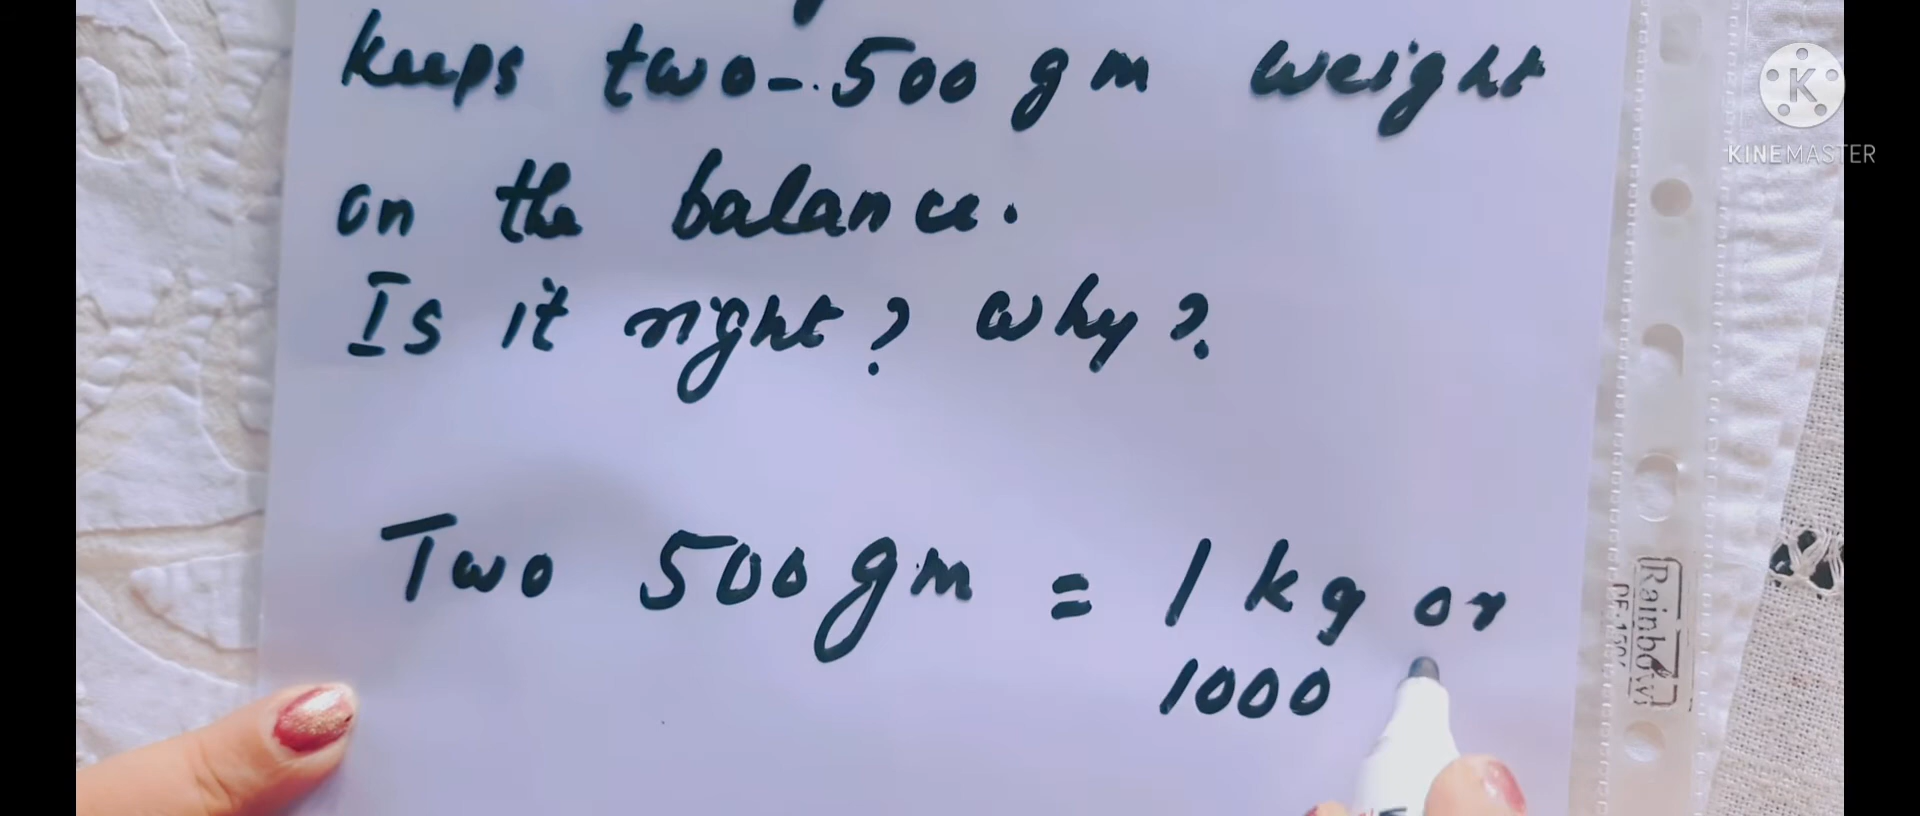 keeps two-500 gm weight
on the balance.
Is it right? Why?
Two 500 gm = 1 kg or
1000
K
KINEMASTER
Rainbow